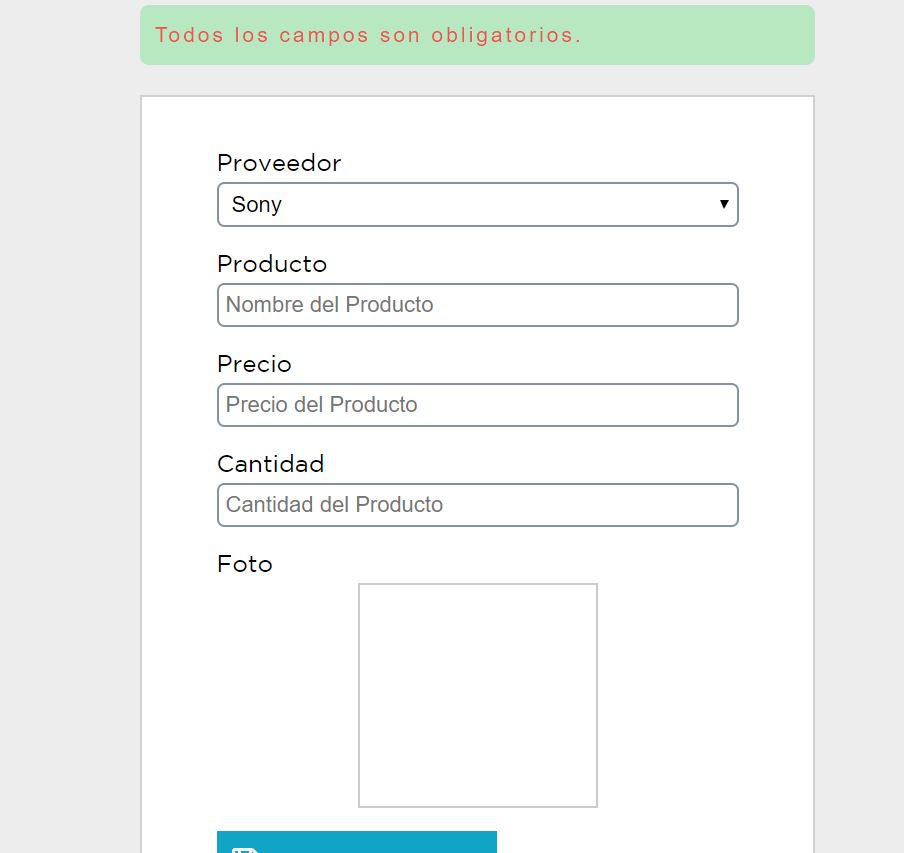 Todos los campos son obligatorios.
Proveedor
Sony
Producto
Nombre del Producto
Precio
Precio del Producto
Cantidad
Cantidad del Producto
Foto